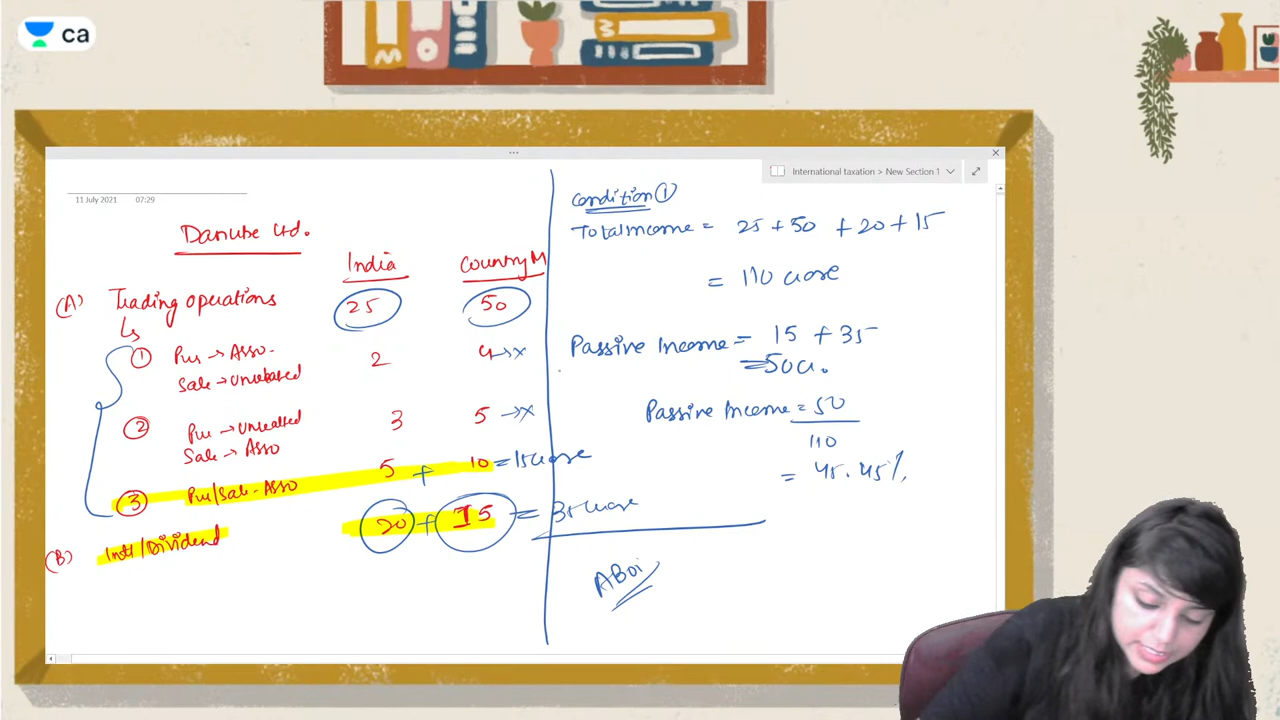 ca
International taxation > New Section 1
11 July 2021 07:29
Danube Ltd.
India Country M
(A) Trading operations 25 50
① Pur → Asso. 2 4 → x
Sale → Unrelated
② Pur → Unrelated 3 5 → x
Sale → Asso
③ Pur/Sale - Asso 5 + 10 = 15 crore
(B) Intt/Dividend 20 + 15 = 35 crore
Condition ①
Total Income = 25 + 50 + 20 + 15
= 110 crore
Passive Income = 15 + 35
= 50 cr.
Passive Income = 50
110
= 45.45%
ABOI